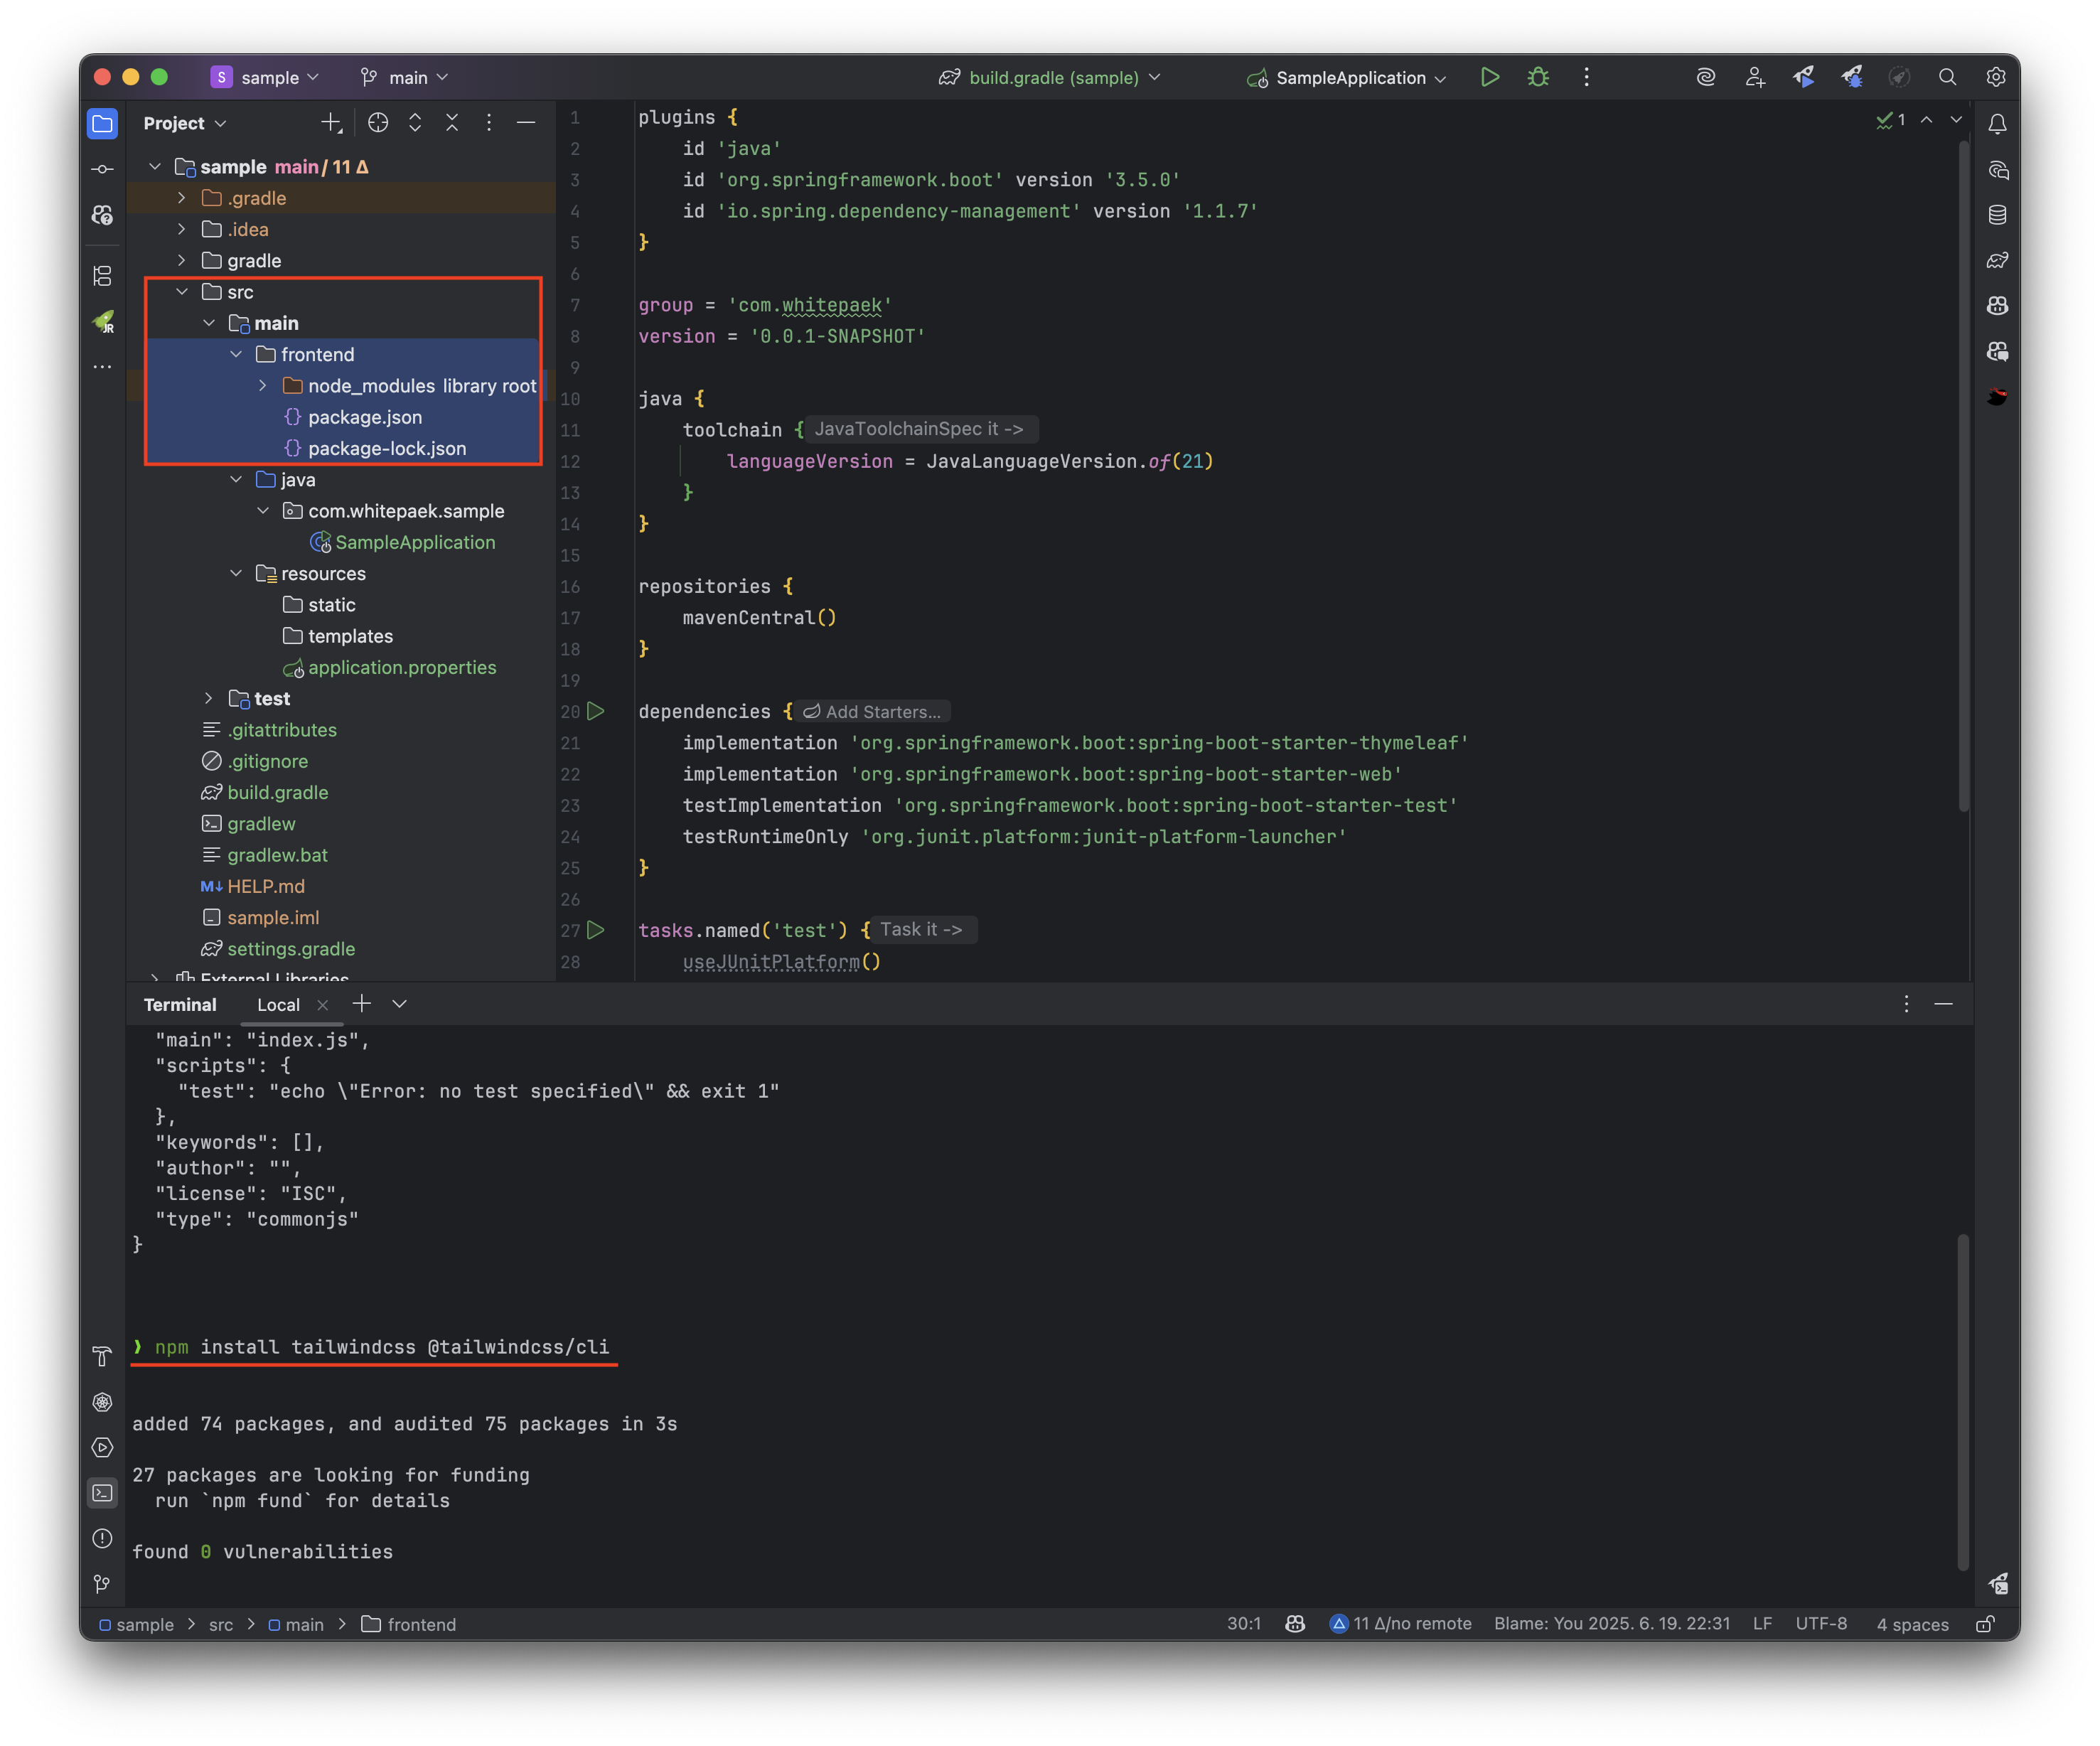 S sample main build.gradle (sample) SampleApplication
Project
sample main / 11 Δ
.gradle
.idea
gradle
src
main
frontend
node_modules library root
package.json
package-lock.json
java
com.whitepaek.sample
SampleApplication
resources
static
templates
application.properties
test
.gitattributes
.gitignore
build.gradle
gradlew
gradlew.bat
M↓ HELP.md
sample.iml
settings.gradle
External Libraries
JR
1
1 plugins {
2     id 'java'
3     id 'org.springframework.boot' version '3.5.0'
4     id 'io.spring.dependency-management' version '1.1.7'
5 }
6
7 group = 'com.whitepaek'
8 version = '0.0.1-SNAPSHOT'
9
10 java {
11     toolchain { JavaToolchainSpec it ->
12         languageVersion = JavaLanguageVersion.of(21)
13     }
14 }
15
16 repositories {
17     mavenCentral()
18 }
19
20 dependencies { Add Starters...
21     implementation 'org.springframework.boot:spring-boot-starter-thymeleaf'
22     implementation 'org.springframework.boot:spring-boot-starter-web'
23     testImplementation 'org.springframework.boot:spring-boot-starter-test'
24     testRuntimeOnly 'org.junit.platform:junit-platform-launcher'
25 }
26
27 tasks.named('test') { Task it ->
28     useJUnitPlatform()
Terminal Local
  "main": "index.js",
  "scripts": {
    "test": "echo \"Error: no test specified\" && exit 1"
  },
  "keywords": [],
  "author": "",
  "license": "ISC",
  "type": "commonjs"
}
❯ npm install tailwindcss @tailwindcss/cli
added 74 packages, and audited 75 packages in 3s
27 packages are looking for funding
  run `npm fund` for details
found 0 vulnerabilities
sample > src > main > frontend 30:1 11 Δ/no remote Blame: You 2025. 6. 19. 22:31 LF UTF-8 4 spaces